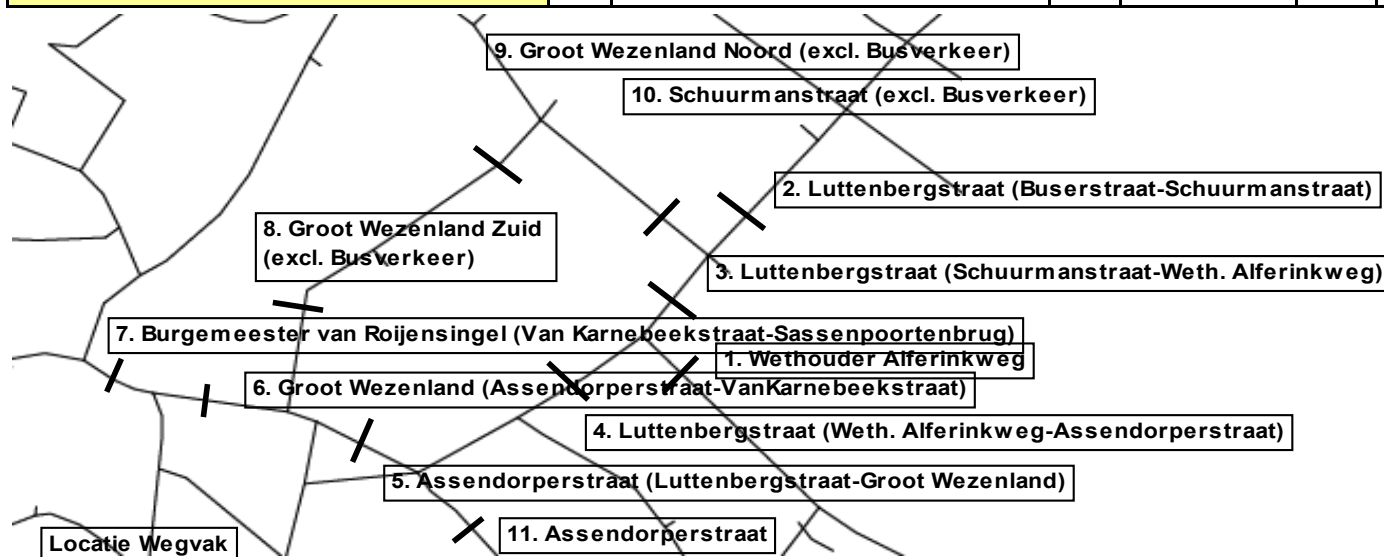 9. Groot Wezenland Noord (excl. Busverkeer)
10. Schuurmanstraat (excl. Busverkeer)
2. Luttenbergstraat (Buserstraat-Schuurmanstraat)
8. Groot Wezenland Zuid
(excl. Busverkeer)
3. Luttenbergstraat (Schuurmanstraat-Weth. Alferinkweg)
7. Burgemeester van Roijensingel (Van Karnebeekstraat-Sassenpoortenbrug)
1. Wethouder Alferinkweg
6. Groot Wezenland (Assendorperstraat-VanKarnebeekstraat)
4. Luttenbergstraat (Weth. Alferinkweg-Assendorperstraat)
5. Assendorperstraat (Luttenbergstraat-Groot Wezenland)
11. Assendorperstraat
Locatie Wegvak